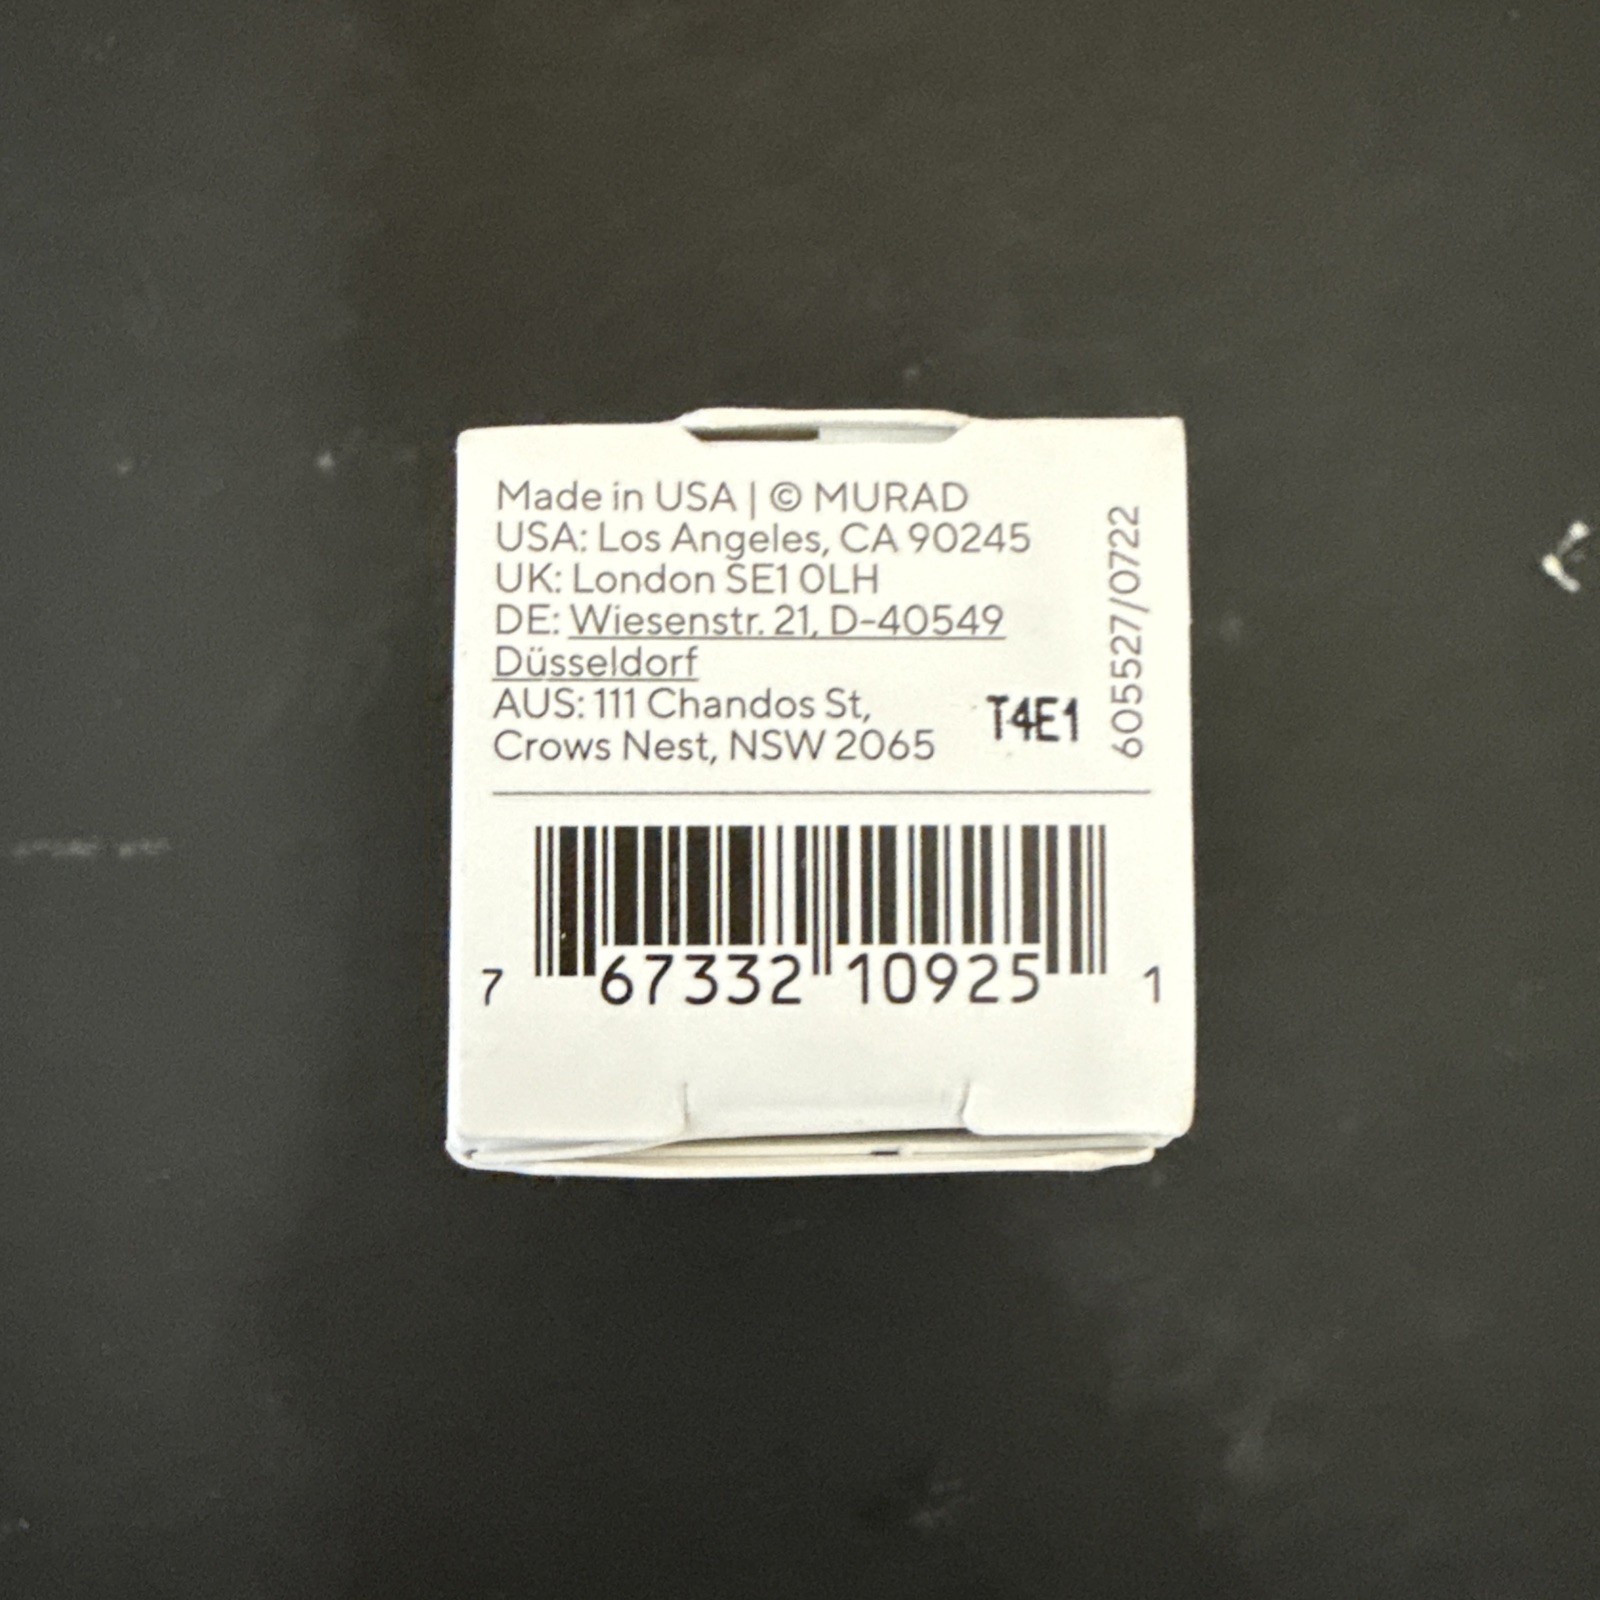 Made in USA | © MURAD
USA: Los Angeles, CA 90245
UK: London SE1 0LH
DE: Wiesenstr. 21, D-40549
Düsseldorf
AUS: 111 Chandos St,
Crows Nest, NSW 2065
T4E1
605527/0722
7 67332 10925 1